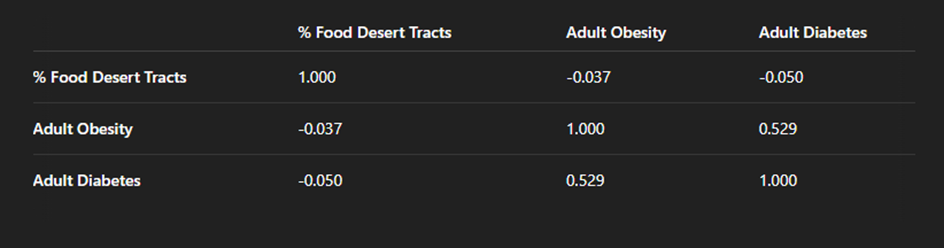 % Food Desert Tracts Adult Obesity Adult Diabetes
% Food Desert Tracts 1.000 -0.037 -0.050
Adult Obesity -0.037 1.000 0.529
Adult Diabetes -0.050 0.529 1.000